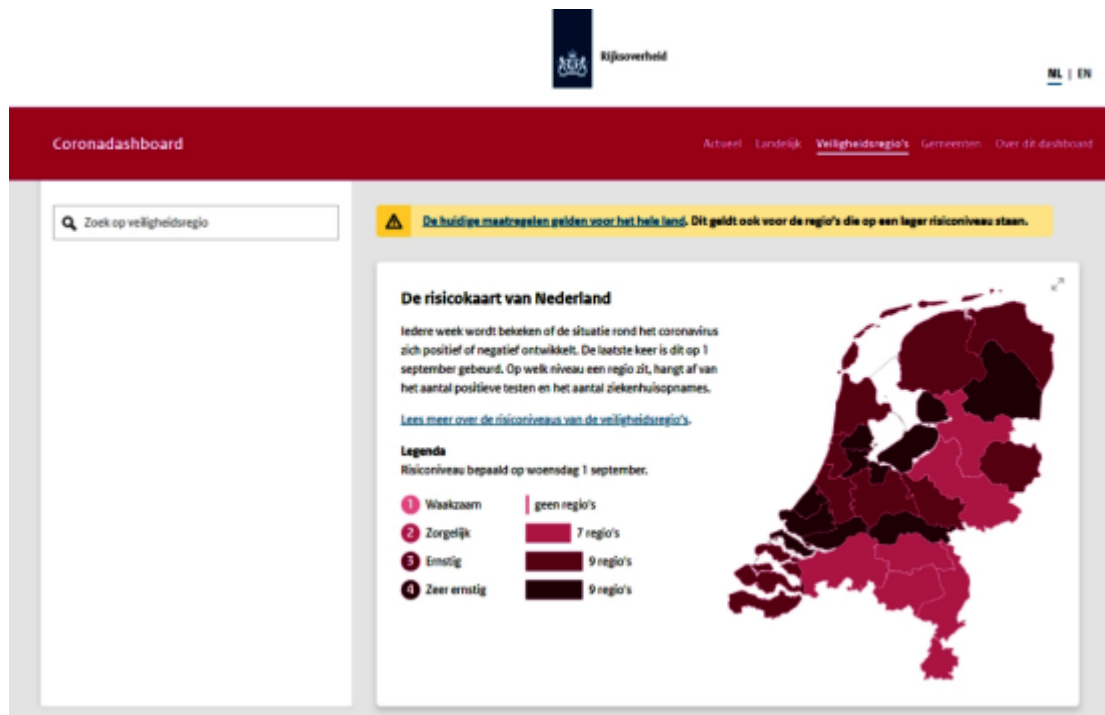 Rijksoverheid
NL | EN
Coronadashboard
Actueel Landelijk Veiligheidsregio's Gemeenten Over dit dashboard
Zoek op veiligheidsregio
De huidige maatregelen gelden voor het hele land. Dit geldt ook voor de regio's die op een lager risiconiveau staan.
De risicokaart van Nederland
Iedere week wordt bekeken of de situatie rond het coronavirus
zich positief of negatief ontwikkelt. De laatste keer is dit op 1
september gebeurd. Op welk niveau een regio zit, hangt af van
het aantal positieve testen en het aantal ziekenhuisopnames.
Lees meer over de risiconiveaus van de veiligheidsregio's.
Legenda
Risiconiveau bepaald op woensdag 1 september.
1 Waakzaam geen regio's
2 Zorgelijk 7 regio's
3 Ernstig 9 regio's
4 Zeer ernstig 9 regio's